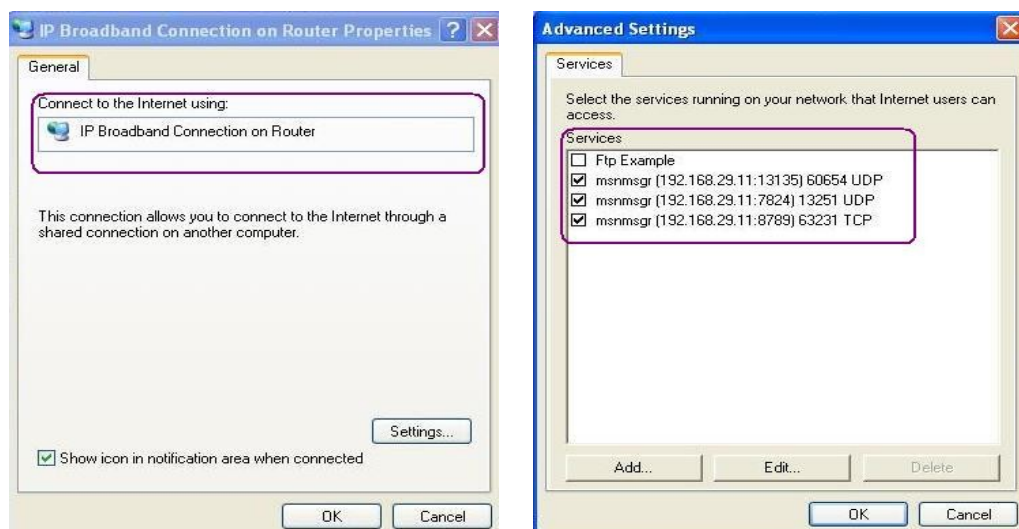 IP Broadband Connection on Router Properties
General
Connect to the Internet using:
IP Broadband Connection on Router
This connection allows you to connect to the Internet through a
shared connection on another computer.
Settings...
Show icon in notification area when connected
OK Cancel
Advanced Settings
Services
Select the services running on your network that Internet users can
access.
Services
Ftp Example
msnmsgr (192.168.29.11:13135) 60654 UDP
msnmsgr (192.168.29.11:7824) 13251 UDP
msnmsgr (192.168.29.11:8789) 63231 TCP
Add... Edit... Delete
OK Cancel